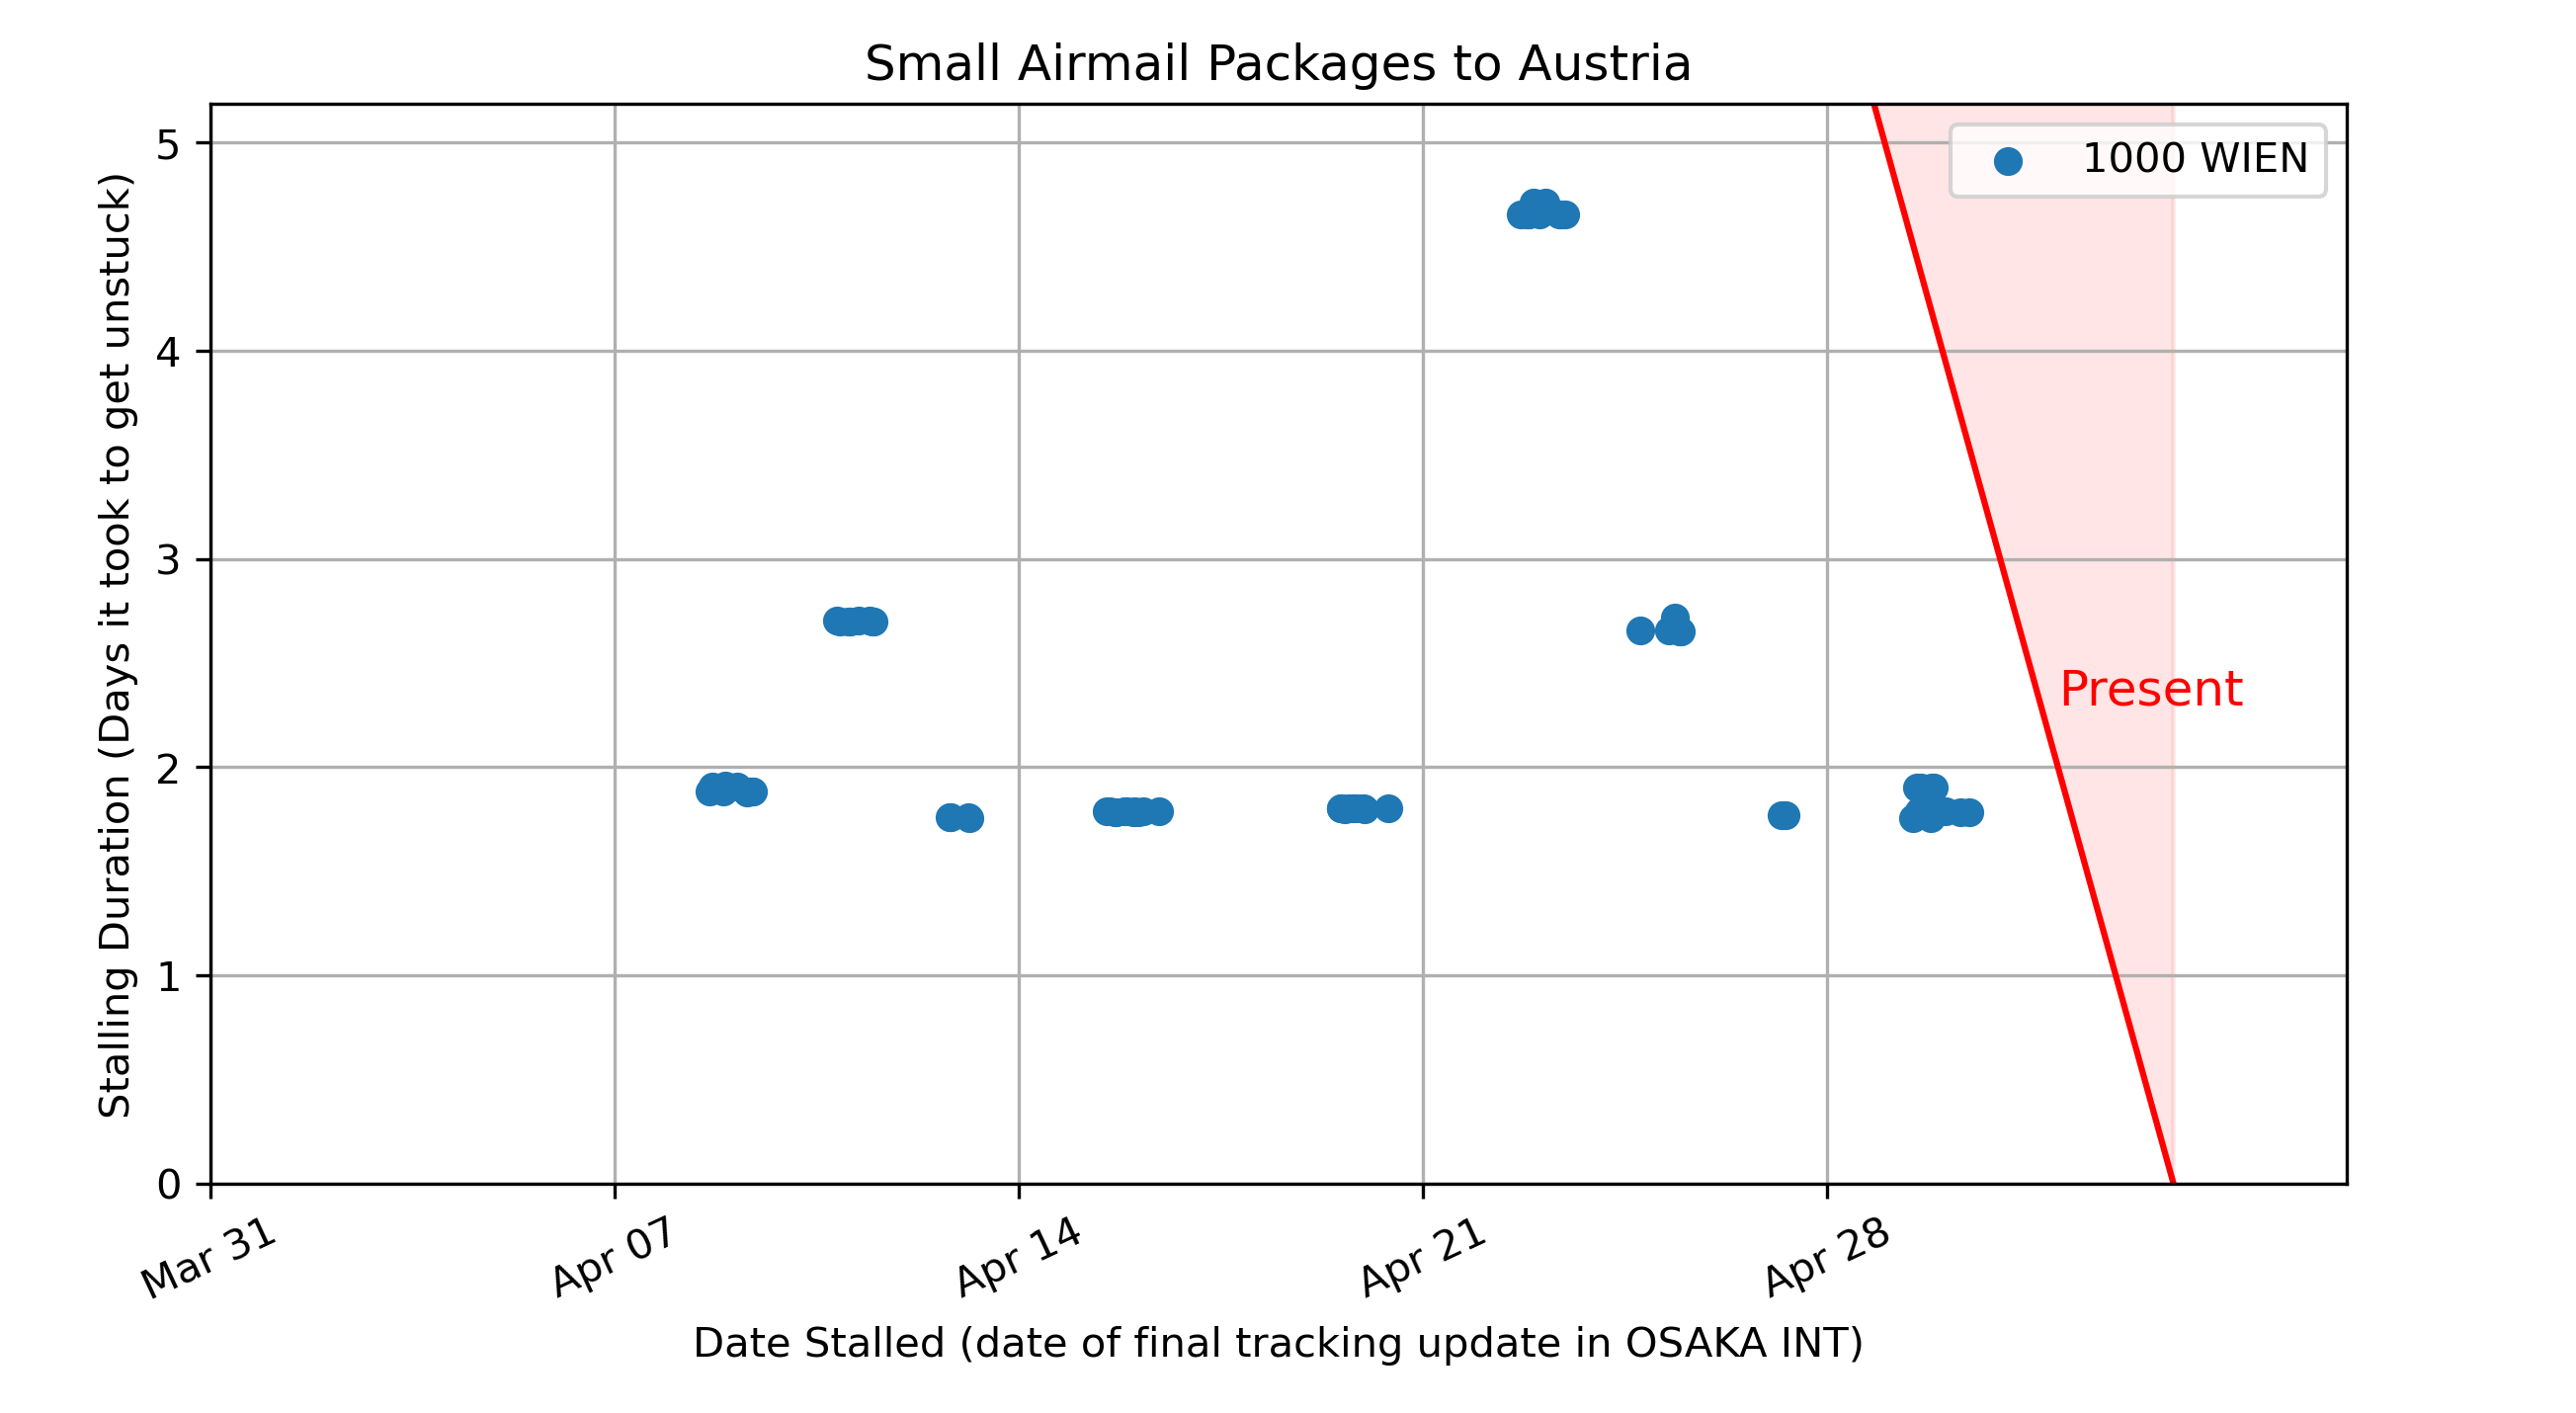 Small Airmail Packages to Austria
Stalling Duration (Days it took to get unstuck)
5
4
3
2
1
0
1000 WIEN
Present
Mar 31
Apr 07
Apr 14
Apr 21
Apr 28
Date Stalled (date of final tracking update in OSAKA INT)